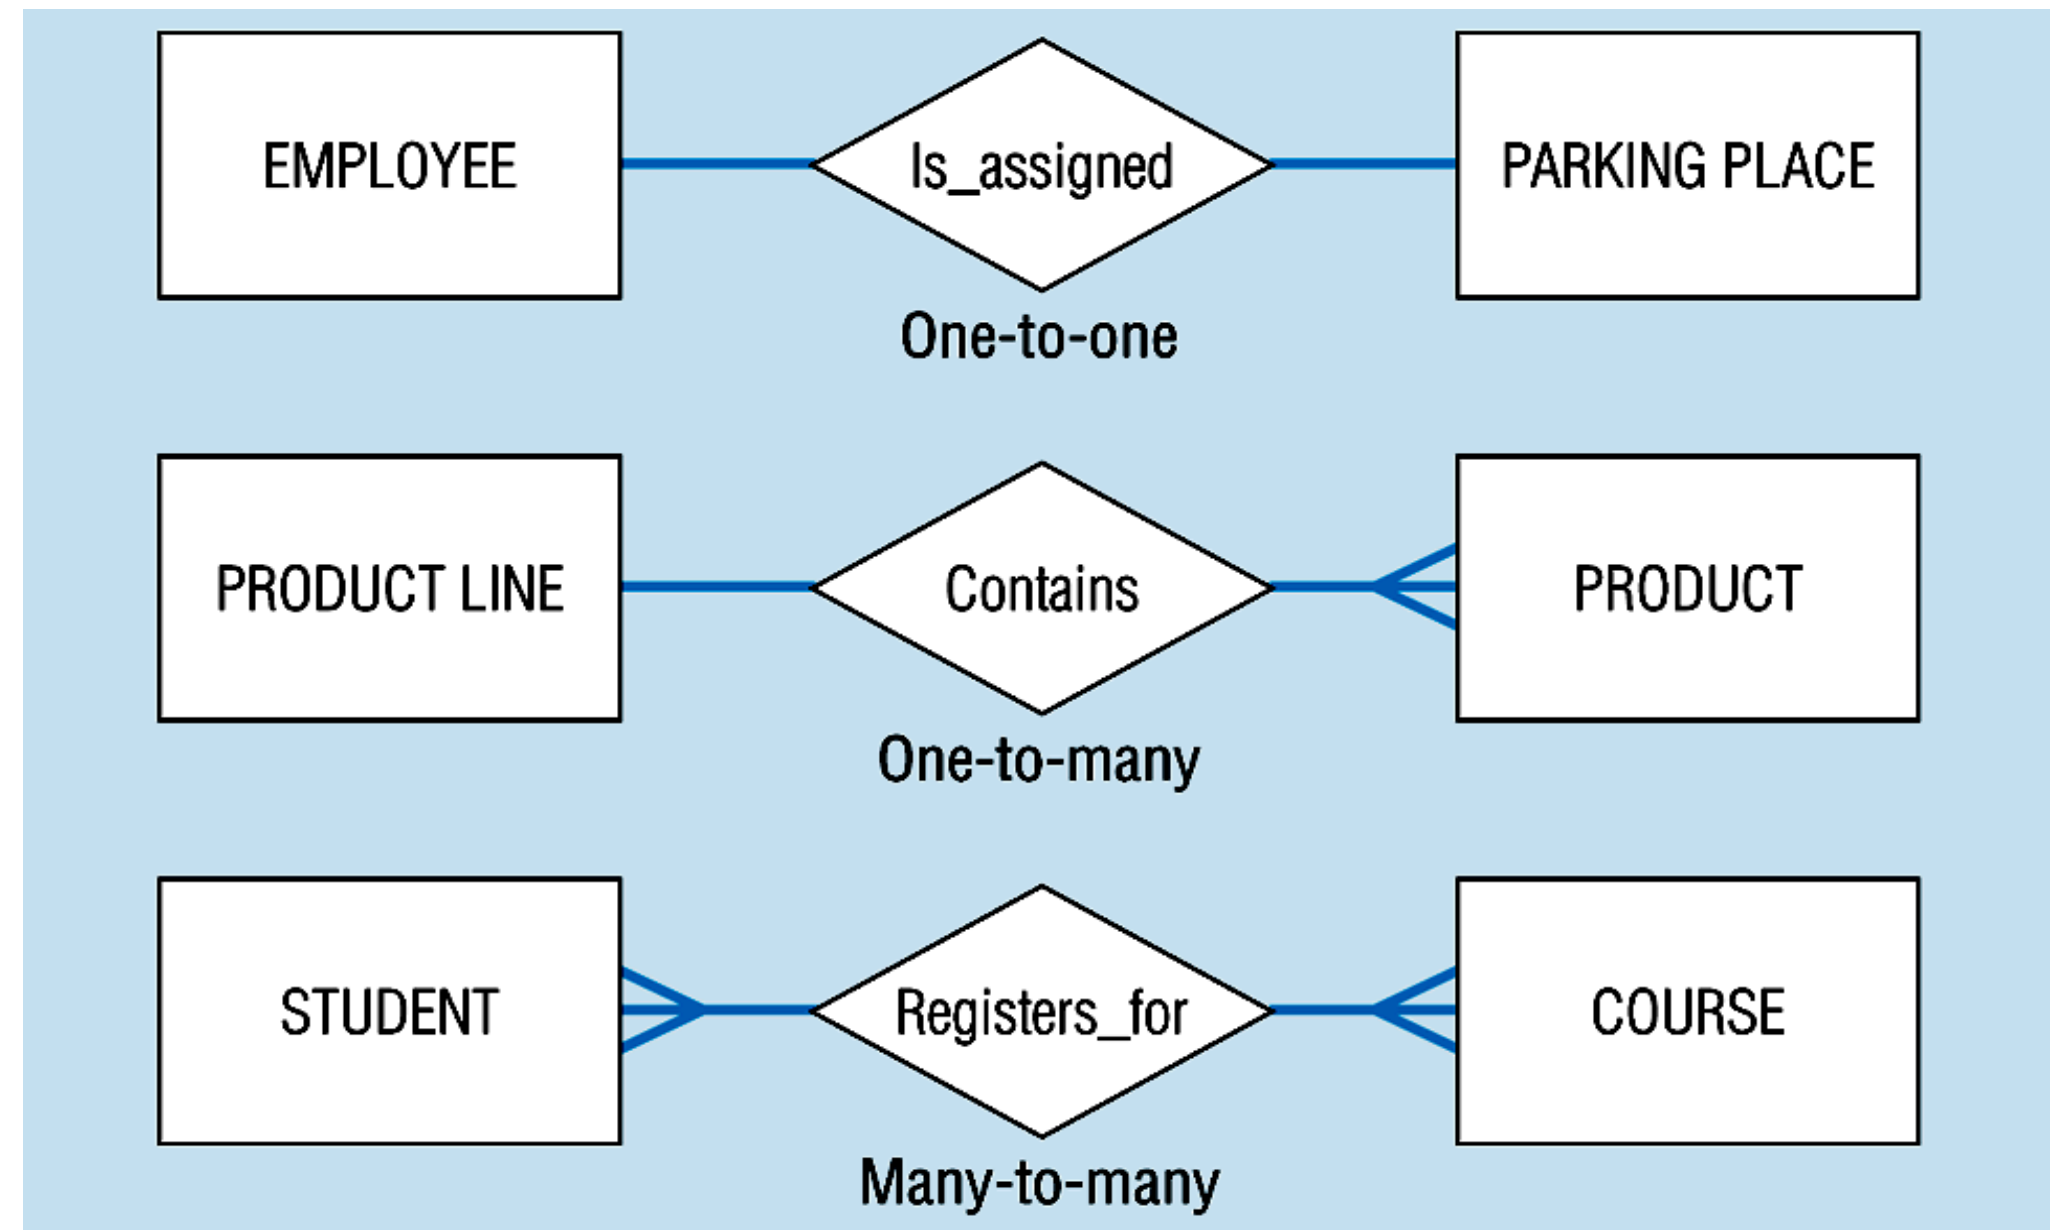 EMPLOYEE Is_assigned PARKING PLACE
One-to-one
PRODUCT LINE Contains PRODUCT
One-to-many
STUDENT Registers_for COURSE
Many-to-many